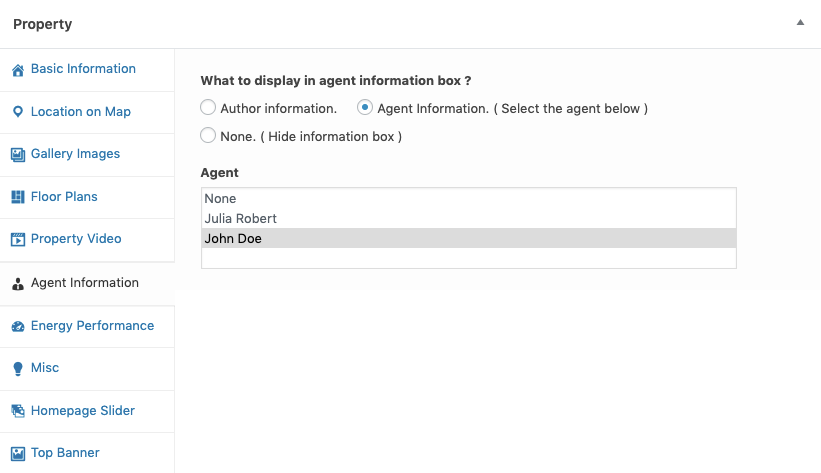 Property
Basic Information
Location on Map
Gallery Images
Floor Plans
Property Video
Agent Information
Energy Performance
Misc
Homepage Slider
Top Banner
What to display in agent information box ?
Author information. Agent Information. ( Select the agent below )
None. ( Hide information box )
Agent
None
Julia Robert
John Doe